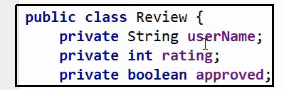 public class Review {
private String userName;
private int rating;
private boolean approved;